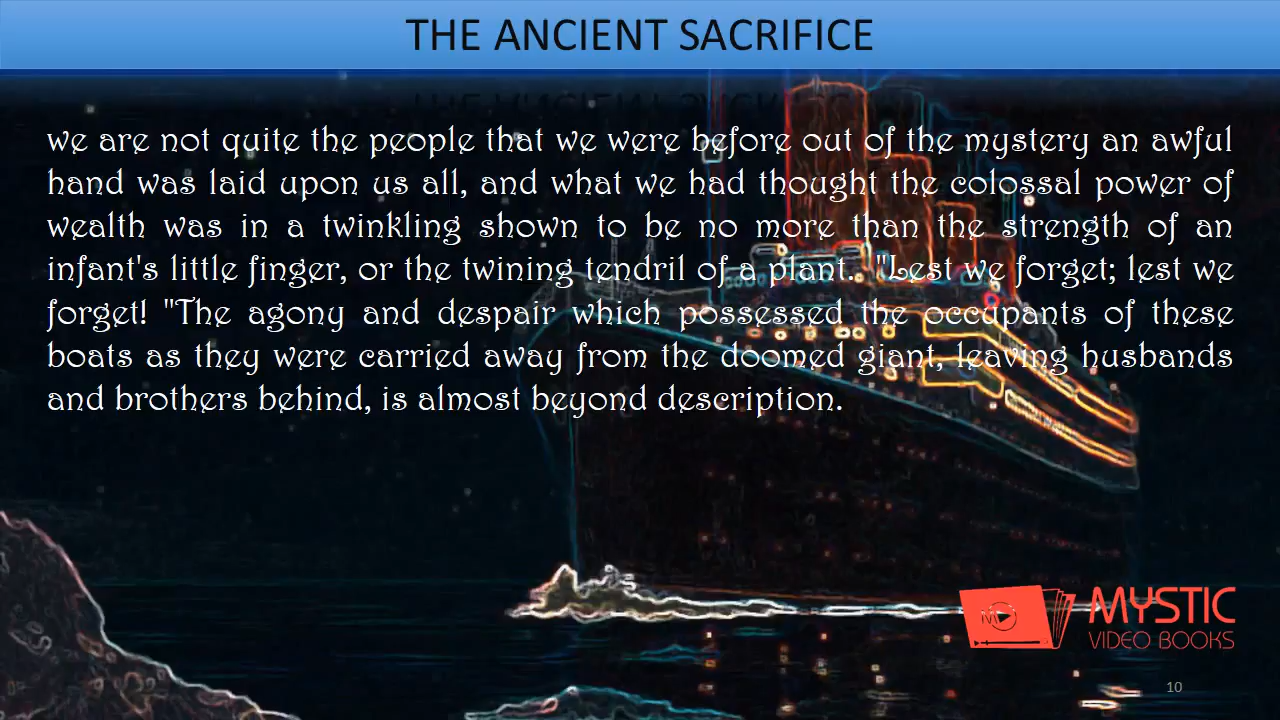 THE ANCIENT SACRIFICE
we are not quite the people that we were before out of the mystery an awful
hand was laid upon us all, and what we had thought the colossal power of
wealth was in a twinkling shown to be no more than the strength of an
infant's little finger, or the twining tendril of a plant.. "Lest we forget; lest we
forget! "The agony and despair which possessed the occupants of these
boats as they were carried away from the doomed giant, leaving husbands
and brothers behind, is almost beyond description.
MYSTIC
VIDEO BOOKS
10